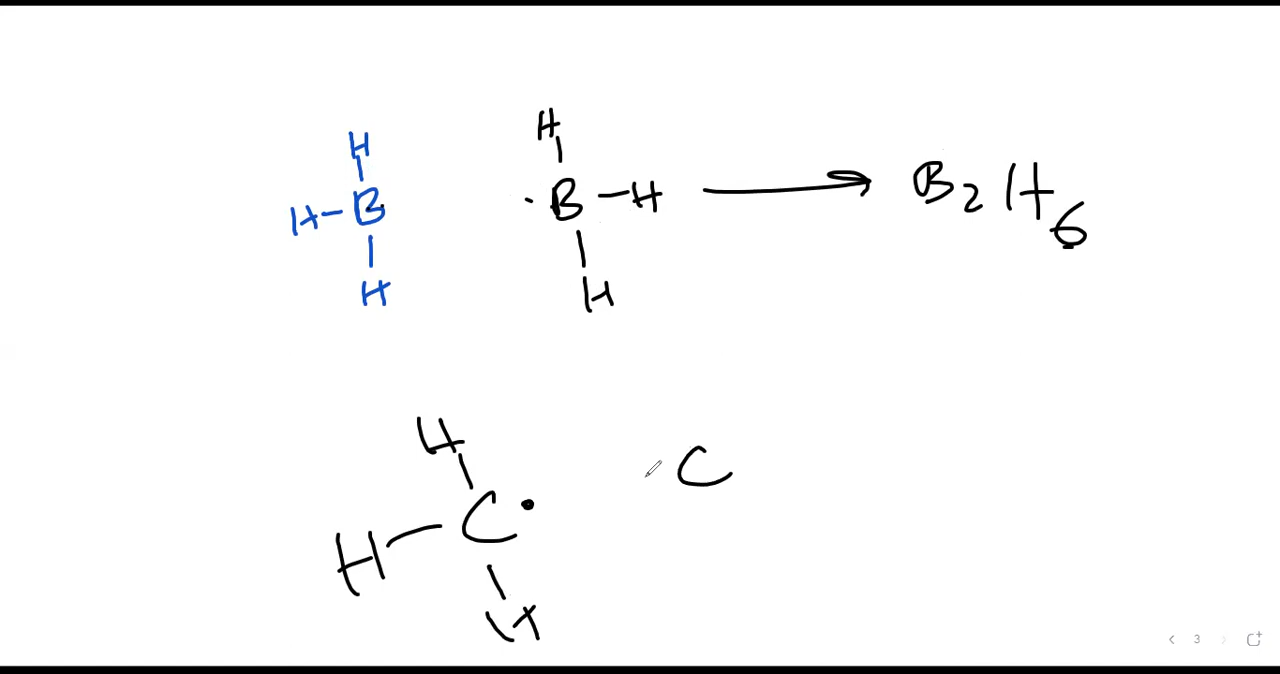 H H
H-B ·B-H → B₂H₆
H H
H
C
H-C·
H
3